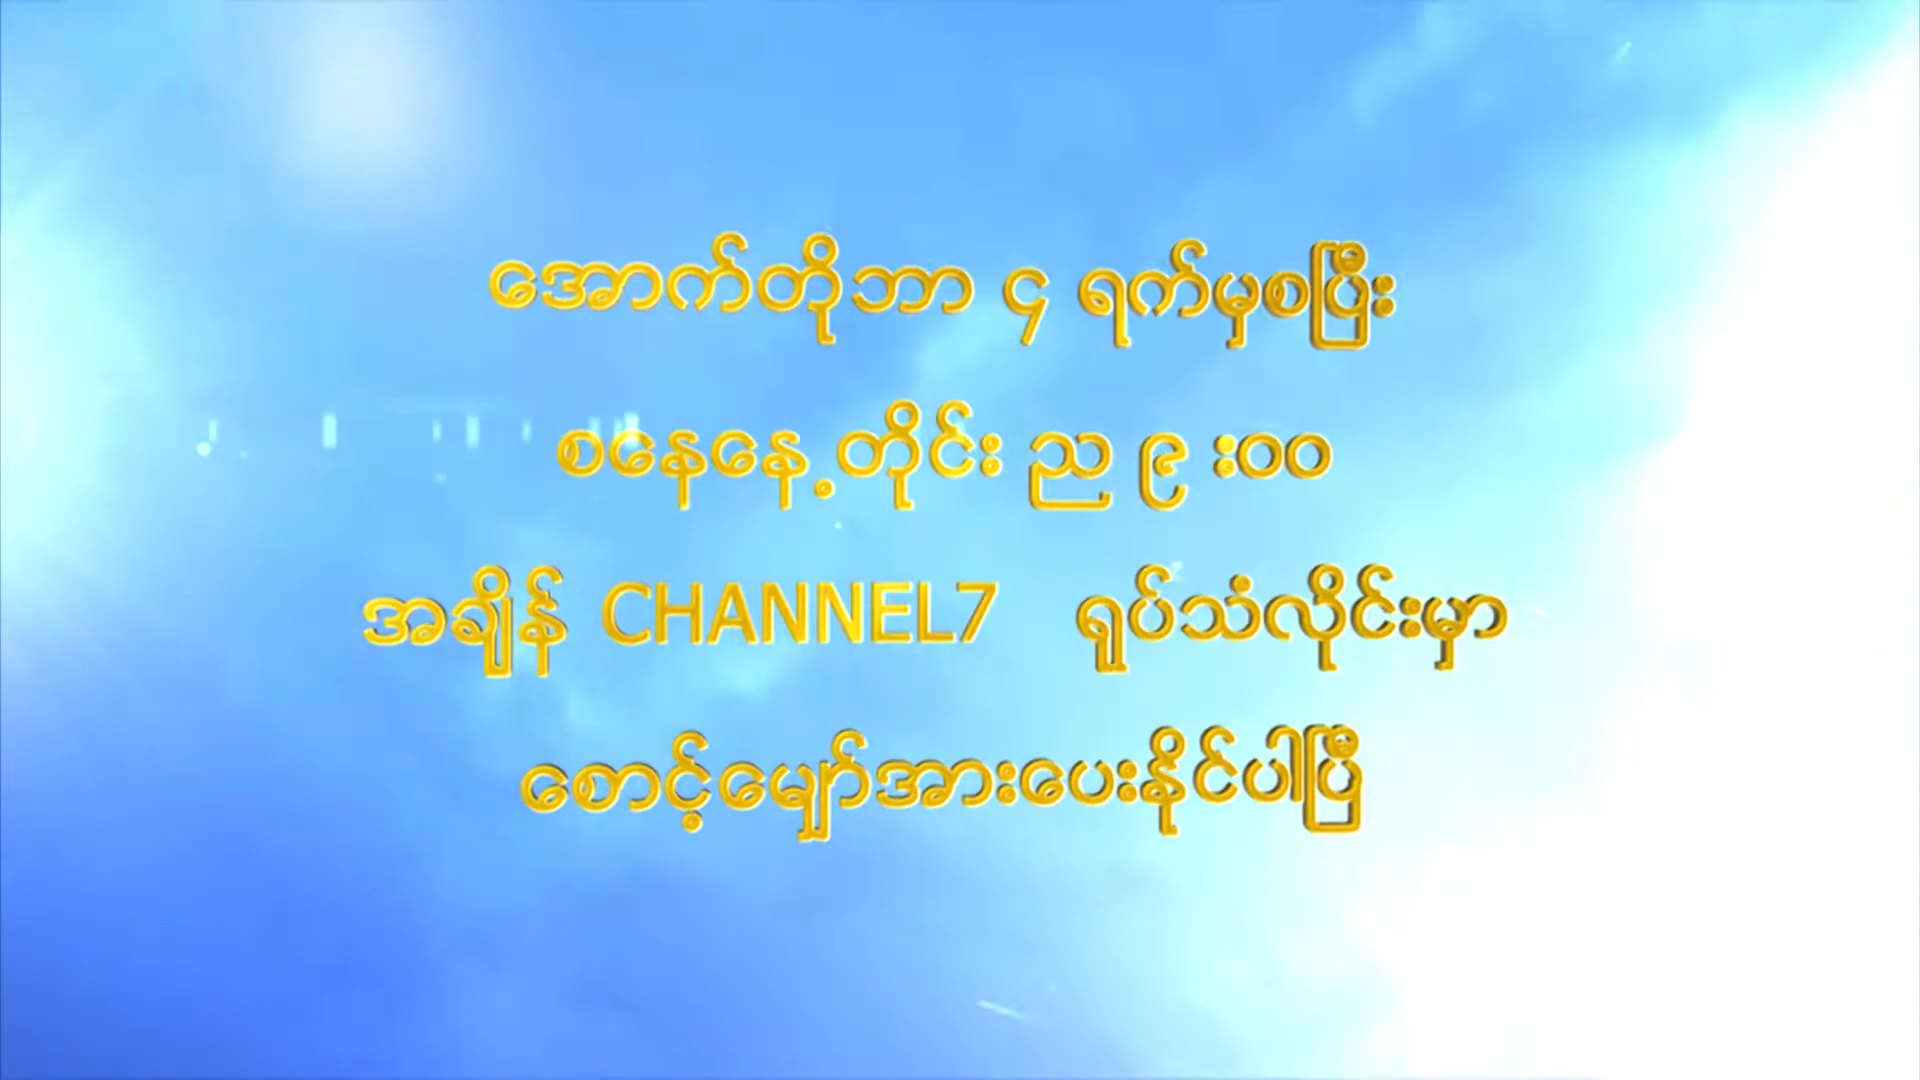 အောက်တိုဘာ ၄ ရက်မှစပြီး
စနေနေ့တိုင်း ည ၉ း၀၀
အချိန် CHANNEL7 ရုပ်သံလိုင်းမှာ
စောင့်မျှော်အားပေးနိုင်ပါပြီ